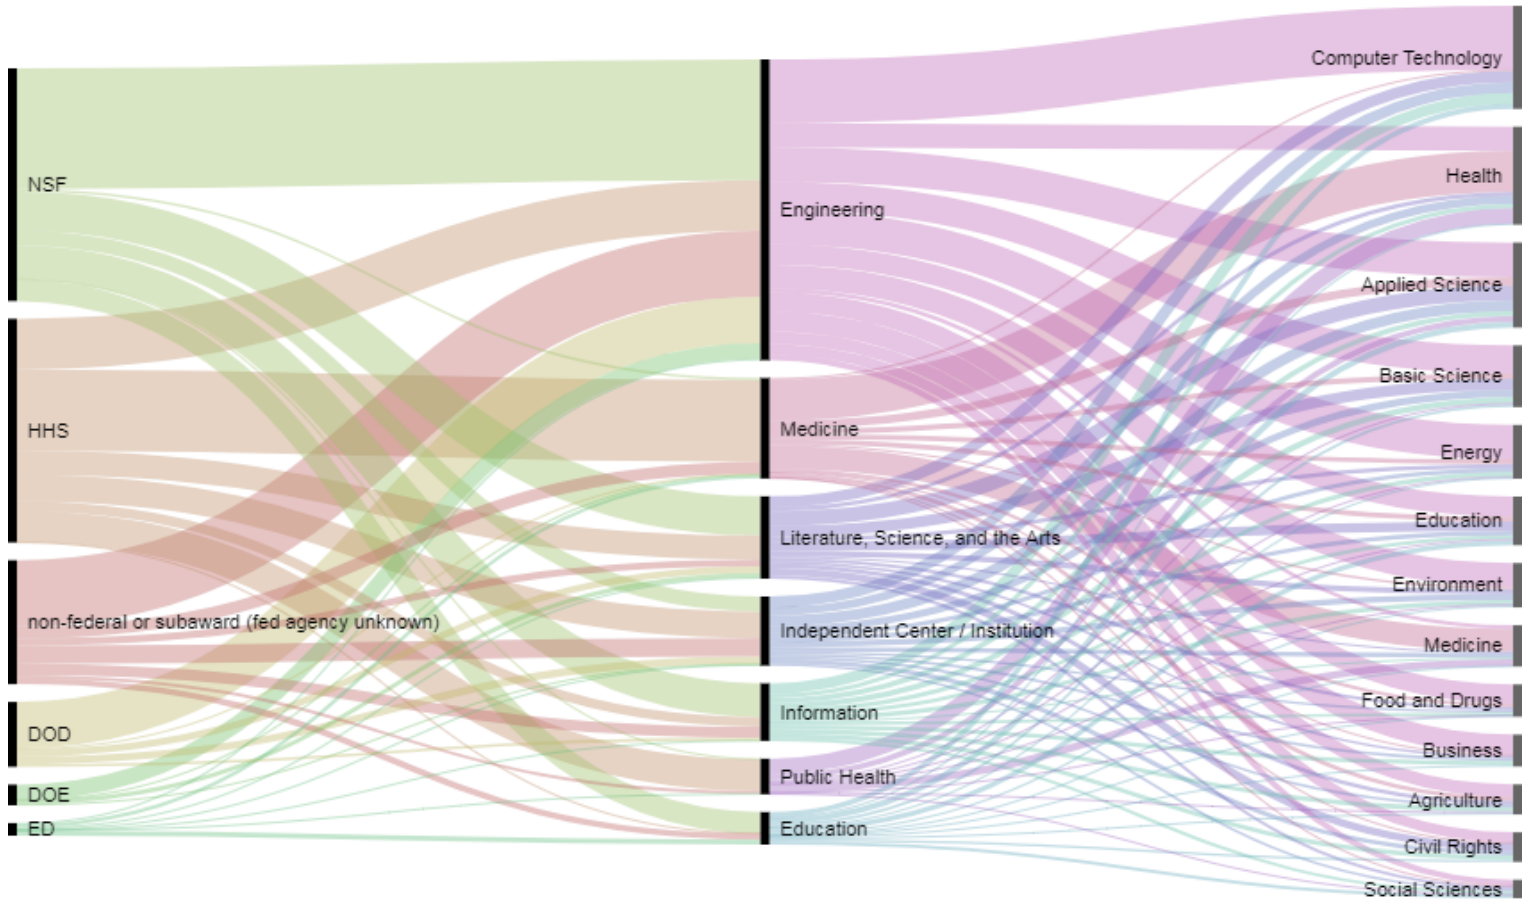 NSF
HHS
non-federal or subaward (fed agency unknown)
DOD
DOE
ED
Engineering
Medicine
Literature, Science, and the Arts
Independent Center / Institution
Information
Public Health
Education
Computer Technology
Health
Applied Science
Basic Science
Energy
Education
Environment
Medicine
Food and Drugs
Business
Agriculture
Civil Rights
Social Sciences